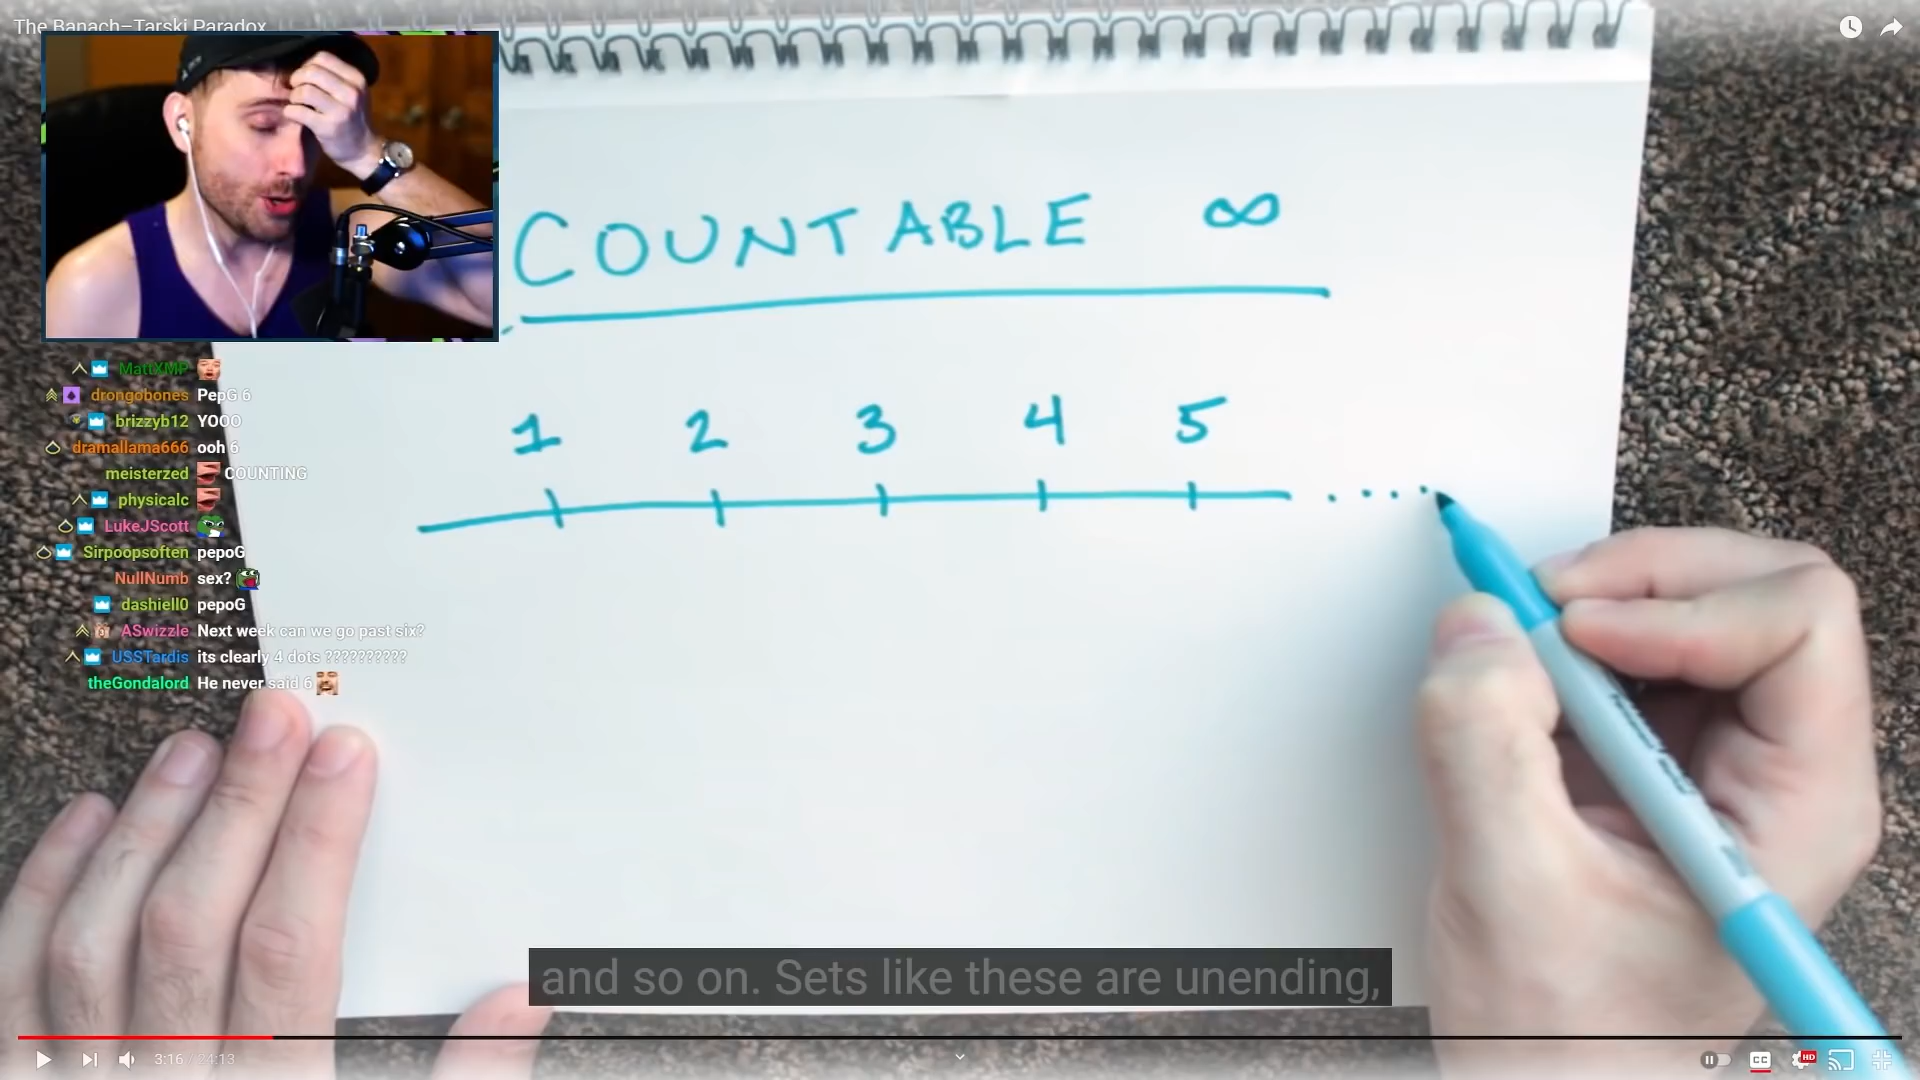 The Banach–Tarski Paradox
COUNTABLE ∞
1 2 3 4 5
MattXMP
drongobones PepG 6
brizzyb12 YOOO
dramallama666 ooh 6
meisterzed COUNTING
physicalc
LukeJScott
Sirpoopsoften pepoG
NullNumb sex?
dashiell0 pepoG
ASwizzle Next week can we go past six?
USSTardis its clearly 4 dots ??????????
theGondalord He never said 6
and so on. Sets like these are unending,
3:16 / 24:13
CC
HD